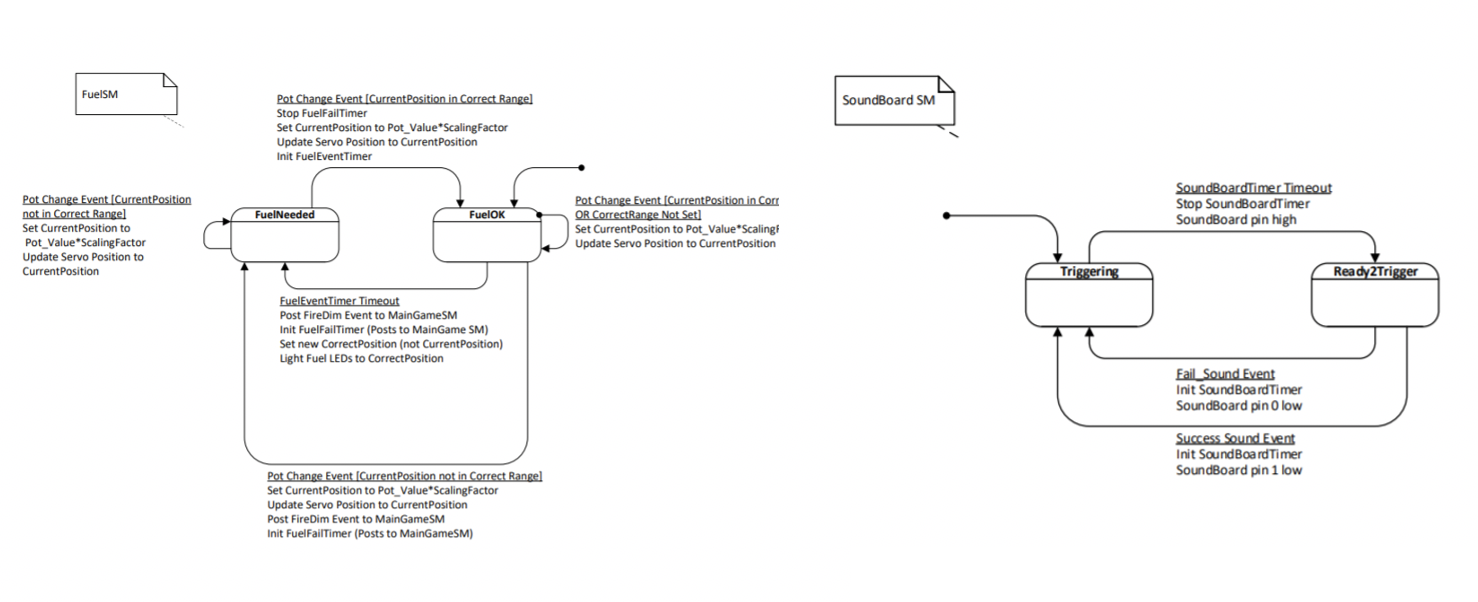 FuelSM
Pot Change Event [CurrentPosition in Correct Range]
Stop FuelFailTimer
Set CurrentPosition to Pot_Value*ScalingFactor
Update Servo Position to CurrentPosition
Init FuelEventTimer
Pot Change Event [CurrentPosition
not in Correct Range]
Set CurrentPosition to
Pot_Value*ScalingFactor
Update Servo Position to
CurrentPosition
FuelNeeded
FuelOK
Pot Change Event [CurrentPosition in Corr
OR CorrectRange Not Set]
Set CurrentPosition to Pot_Value*Scaling
Update Servo Position to CurrentPosition
FuelEventTimer Timeout
Post FireDim Event to MainGameSM
Init FuelFailTimer (Posts to MainGame SM)
Set new CorrectPosition (not CurrentPosition)
Light Fuel LEDs to CorrectPosition
Pot Change Event [CurrentPosition not in Correct Range]
Set CurrentPosition to Pot_Value*ScalingFactor
Update Servo Position to CurrentPosition
Post FireDim Event to MainGameSM
Init FuelFailTimer (Posts to MainGameSM)
SoundBoard SM
SoundBoardTimer Timeout
Stop SoundBoardTimer
SoundBoard pin high
Triggering
Ready2Trigger
Fail_Sound Event
Init SoundBoardTimer
SoundBoard pin 0 low
Success Sound Event
Init SoundBoardTimer
SoundBoard pin 1 low